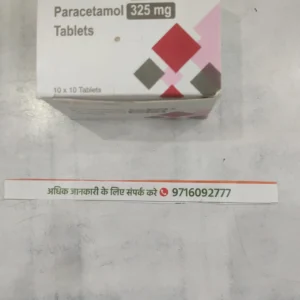 Paracetamol 325 mg
Tablets
10 x 10 Tablets
अधिक जानकारी के लिए संपर्क करे 9716092777